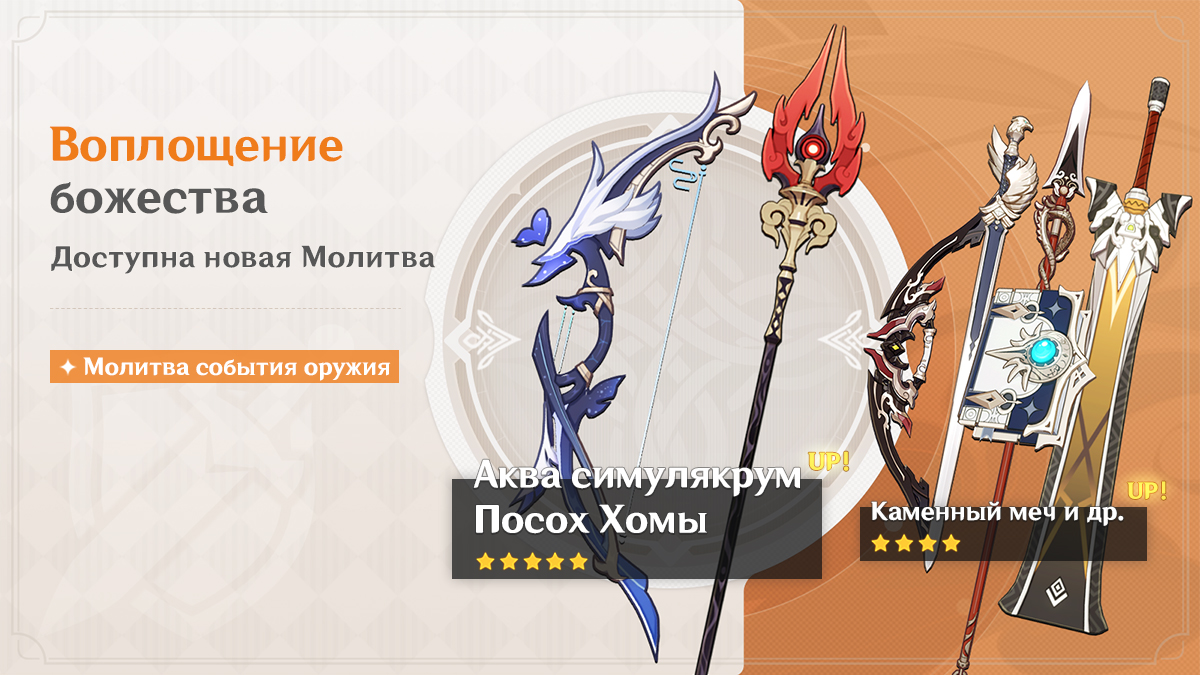 Воплощение
божества
Доступна новая Молитва
✦ Молитва события оружия
Аква симулякрум UP!
Посох Хомы
Каменный меч и др. UP!